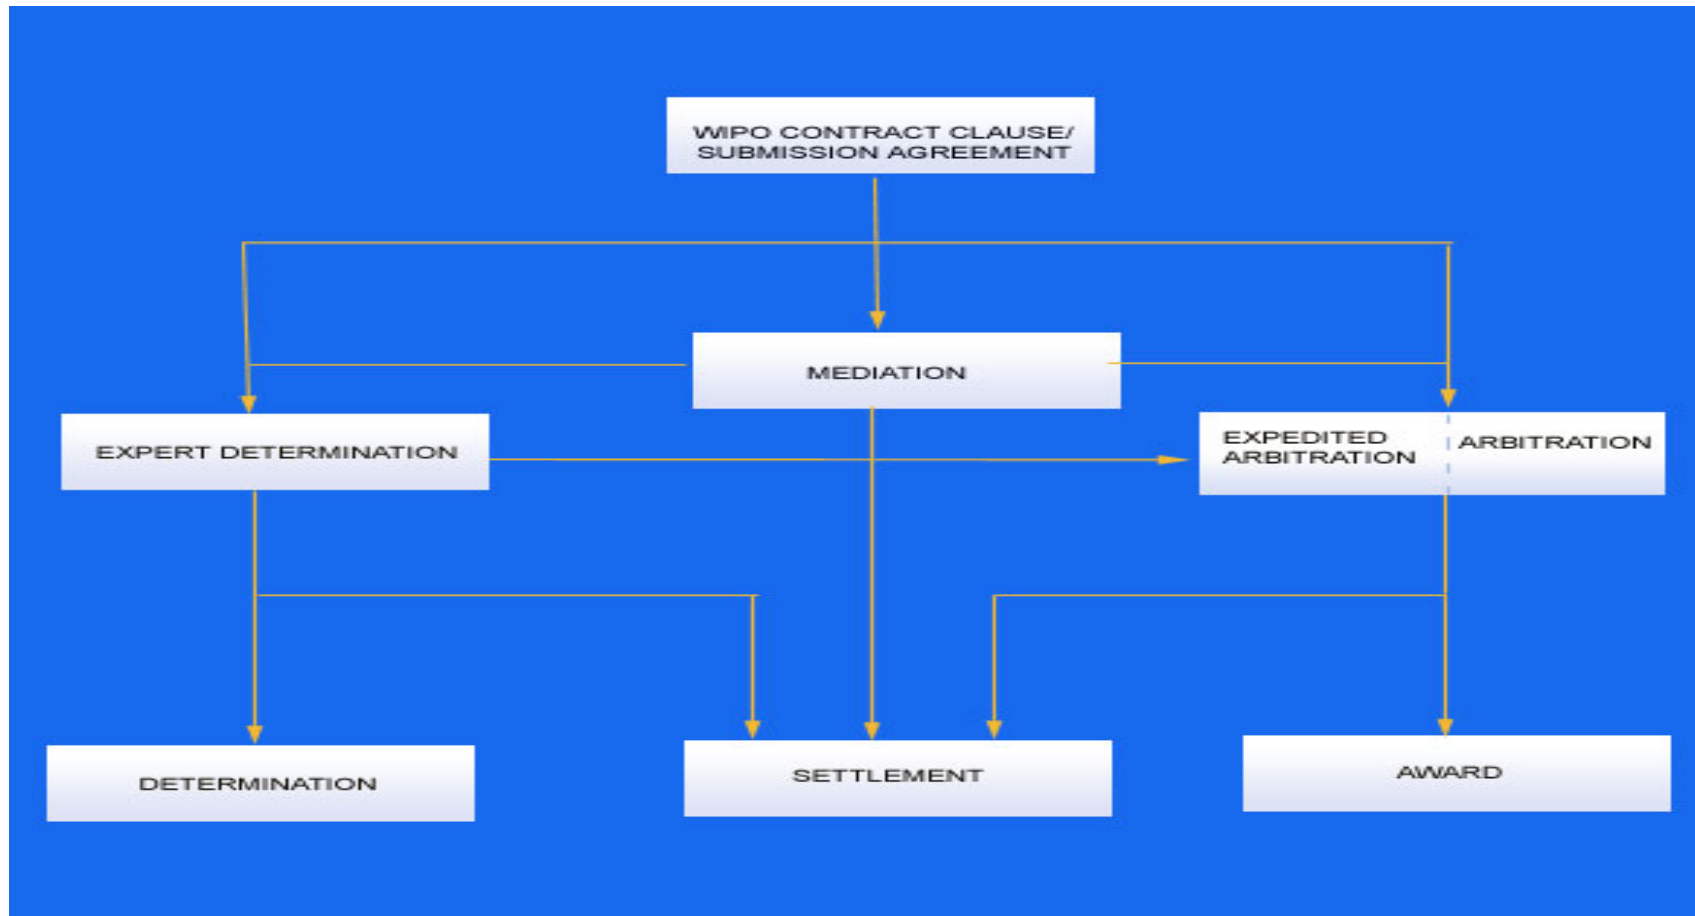 WIPO CONTRACT CLAUSE/
SUBMISSION AGREEMENT
MEDIATION
EXPERT DETERMINATION
EXPEDITED
ARBITRATION
ARBITRATION
DETERMINATION
SETTLEMENT
AWARD